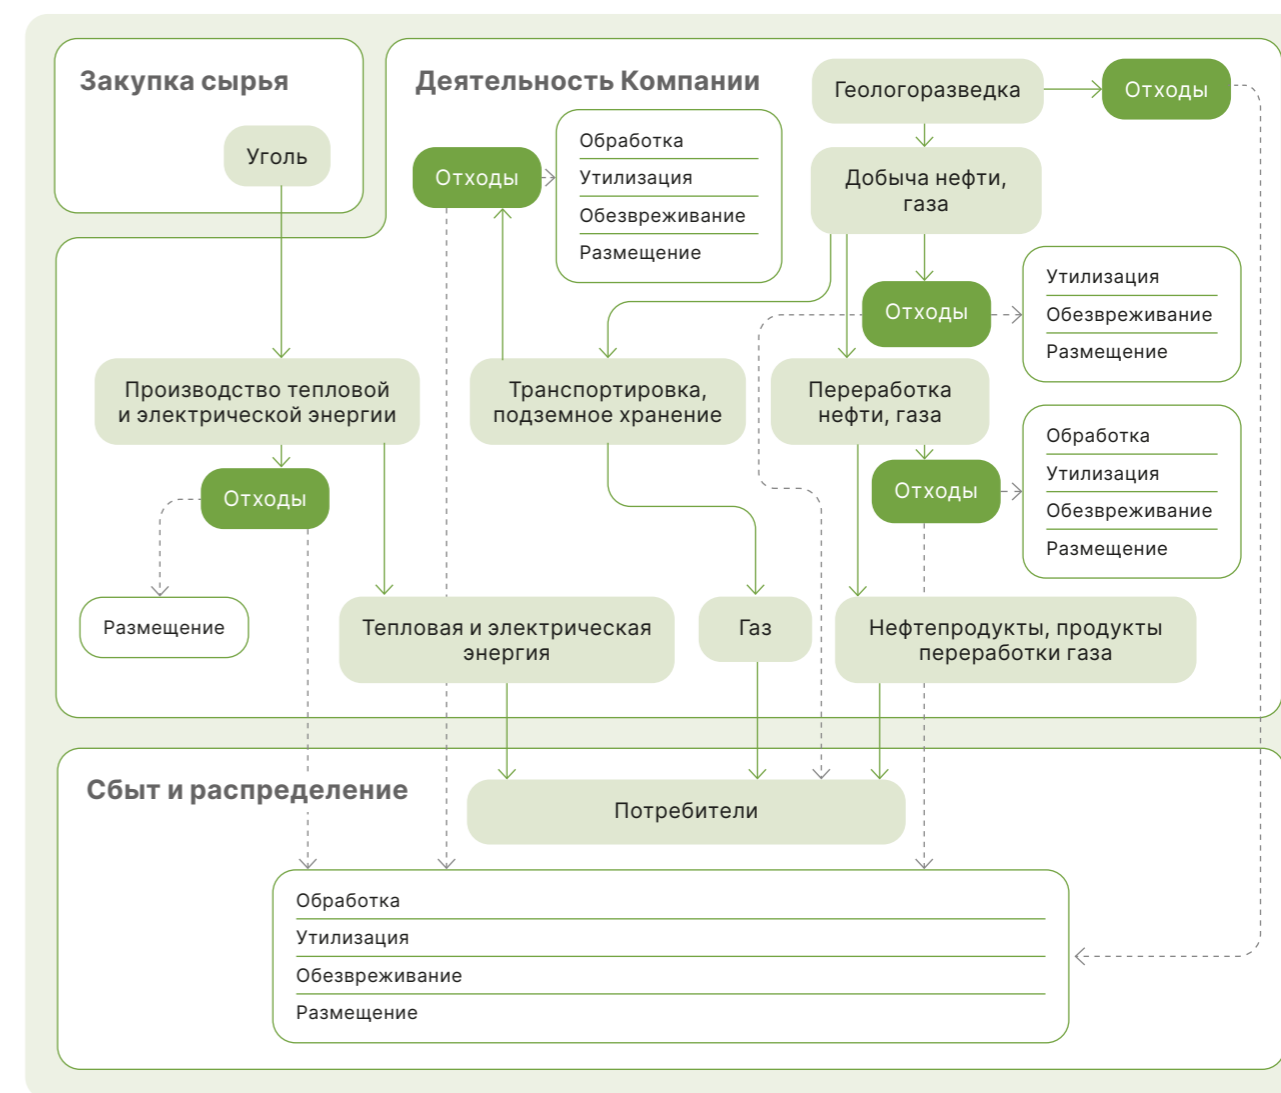 Закупка сырья
Уголь
Деятельность Компании
Геологоразведка
Отходы
Отходы
Обработка
Утилизация
Обезвреживание
Размещение
Добыча нефти,
газа
Отходы
Утилизация
Обезвреживание
Размещение
Производство тепловой
и электрической энергии
Транспортировка,
подземное хранение
Переработка
нефти, газа
Отходы
Отходы
Обработка
Утилизация
Обезвреживание
Размещение
Размещение
Тепловая и электрическая
энергия
Газ
Нефтепродукты, продукты
переработки газа
Сбыт и распределение
Потребители
Обработка
Утилизация
Обезвреживание
Размещение